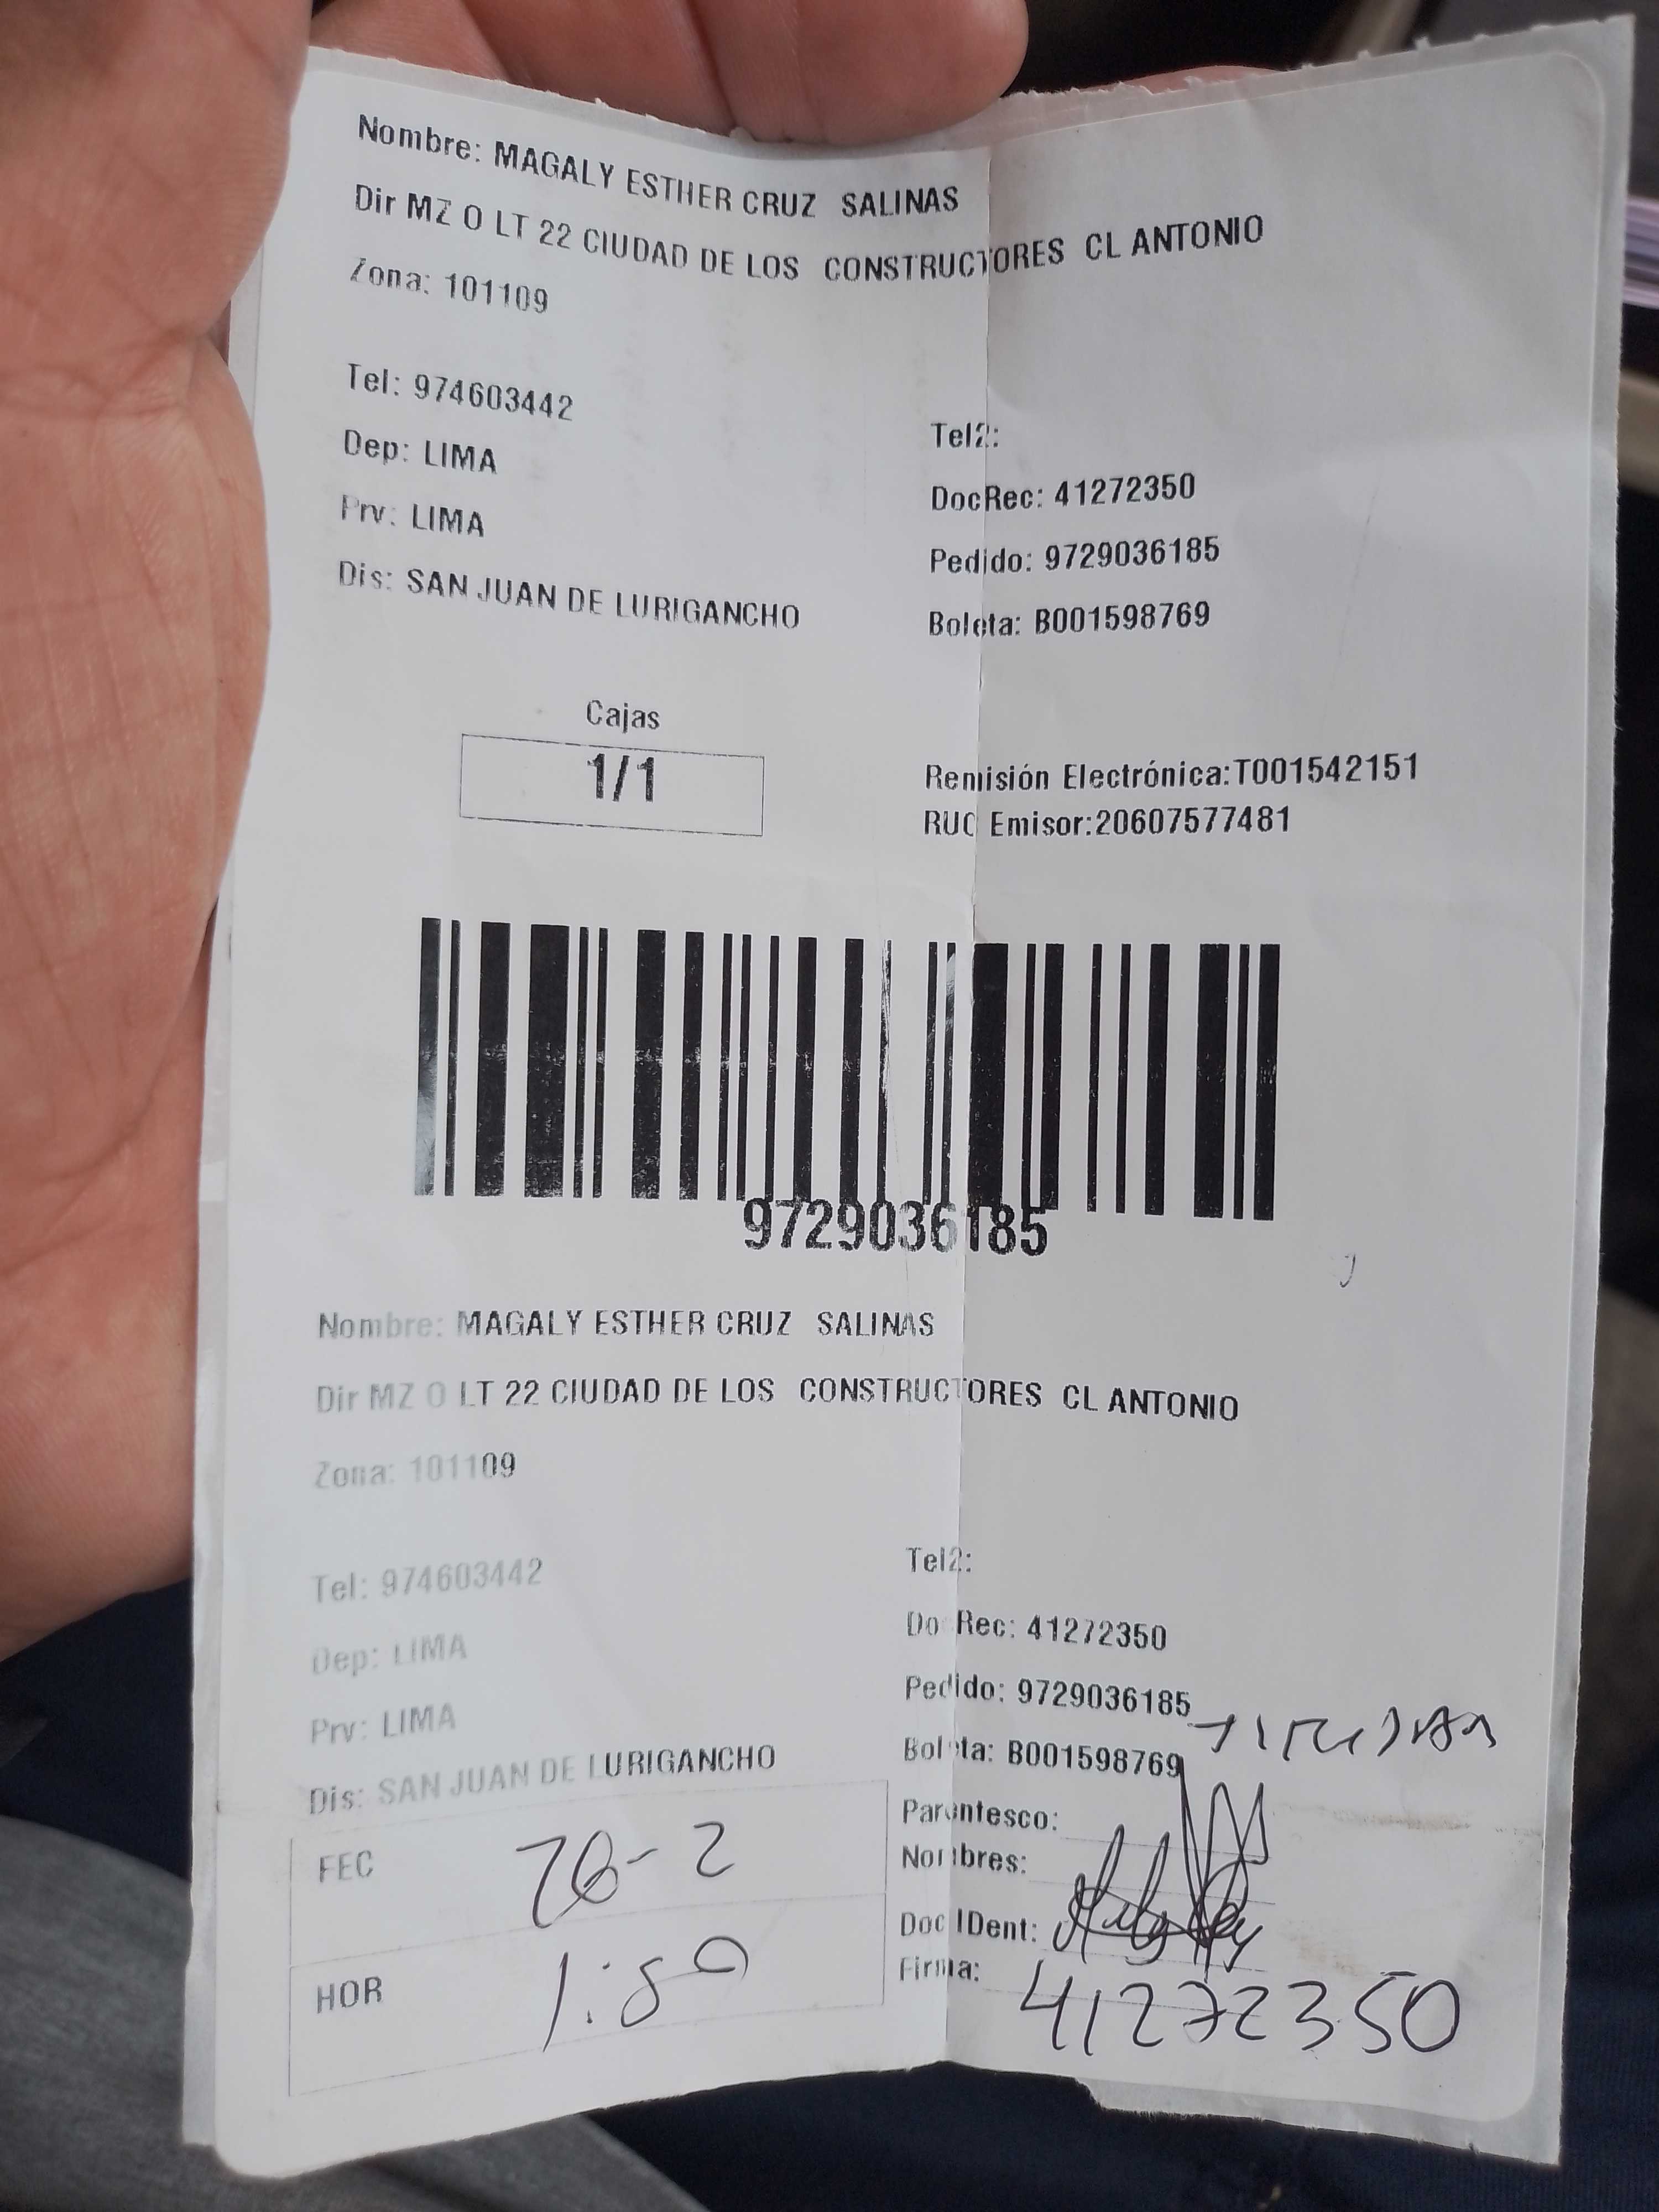 Nombre: MAGALY ESTHER CRUZ SALINAS
Dir MZ O LT 22 CIUDAD DE LOS CONSTRUCTORES CL ANTONIO
Zona: 101109
Tel: 974603442
Tel2:
Dep: LIMA
DocRec: 41272350
Prv: LIMA
Pedido: 9729036185
Dis: SAN JUAN DE LURIGANCHO
Boleta: B001598769
Cajas
1/1
Remisión Electrónica:T001542151
RUC Emisor:20607577481
9729036185
Nombre: MAGALY ESTHER CRUZ SALINAS
Dir MZ O LT 22 CIUDAD DE LOS CONSTRUCTORES CL ANTONIO
Zona: 101109
Tel: 974603442
Tel2:
Dep: LIMA
DocRec: 41272350
Prv: LIMA
Pedido: 9729036185
Dis: SAN JUAN DE LURIGANCHO
Boleta: B001598769
Parentesco:
Nombres:
FEC
Doc IDent:
Firma:
41272350
HOR